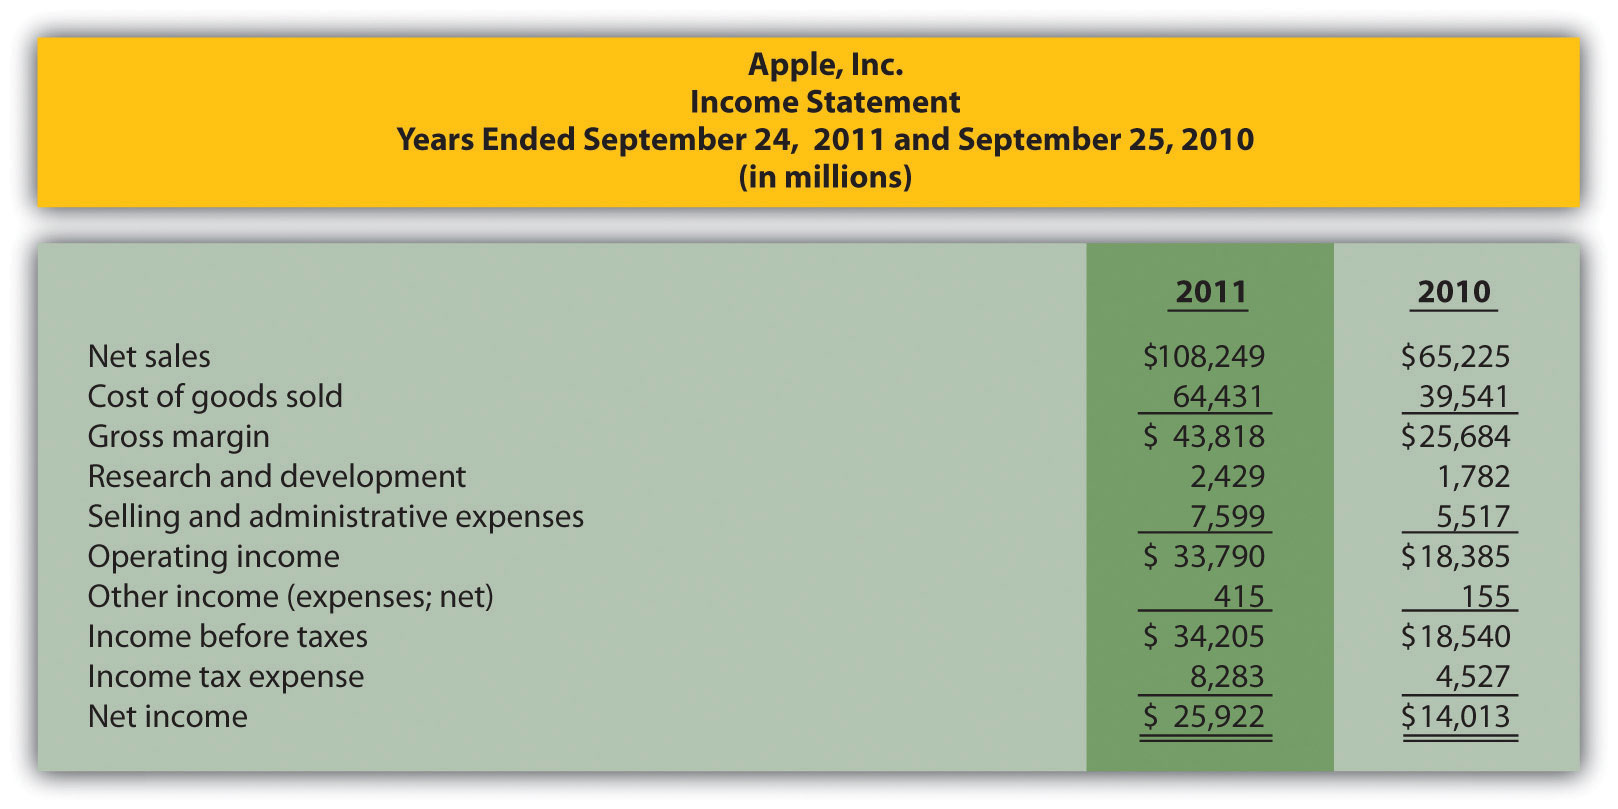 Apple, Inc.
Income Statement
Years Ended September 24, 2011 and September 25, 2010
(in millions)
2011 2010
Net sales $108,249 $65,225
Cost of goods sold 64,431 39,541
Gross margin $ 43,818 $25,684
Research and development 2,429 1,782
Selling and administrative expenses 7,599 5,517
Operating income $ 33,790 $18,385
Other income (expenses; net) 415 155
Income before taxes $ 34,205 $18,540
Income tax expense 8,283 4,527
Net income $ 25,922 $14,013